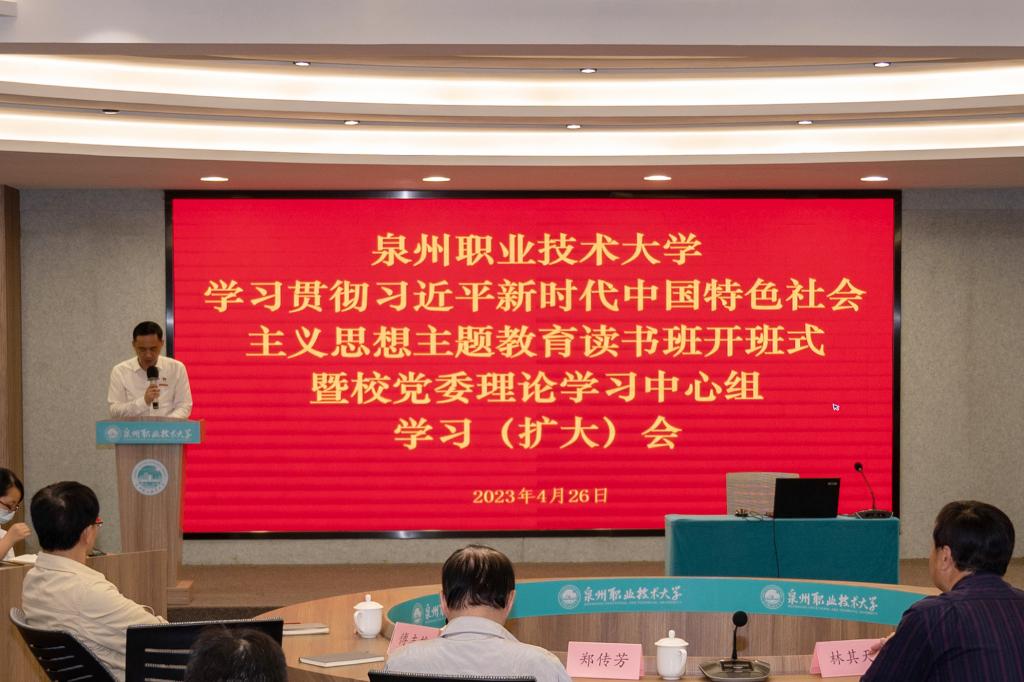 泉州职业技术大学
学习贯彻习近平新时代中国特色社会
主义思想主题教育读书班开班式
暨校党委理论学习中心组
学习（扩大）会
2023年4月26日
泉州职业技术大学
泉州职业技术大学
泉州职业技术大学
郑传芳
林其天